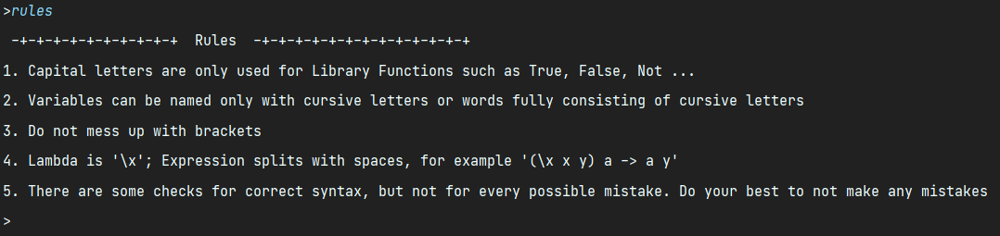 >rules
-+-+-+-+-+-+-+-+-+-+ Rules -+-+-+-+-+-+-+-+-+-+-+-+-+
1. Capital letters are only used for Library Functions such as True, False, Not ...
2. Variables can be named only with cursive letters or words fully consisting of cursive letters
3. Do not mess up with brackets
4. Lambda is '\x'; Expression splits with spaces, for example '(\x x y) a -> a y'
5. There are some checks for correct syntax, but not for every possible mistake. Do your best to not make any mistakes
>